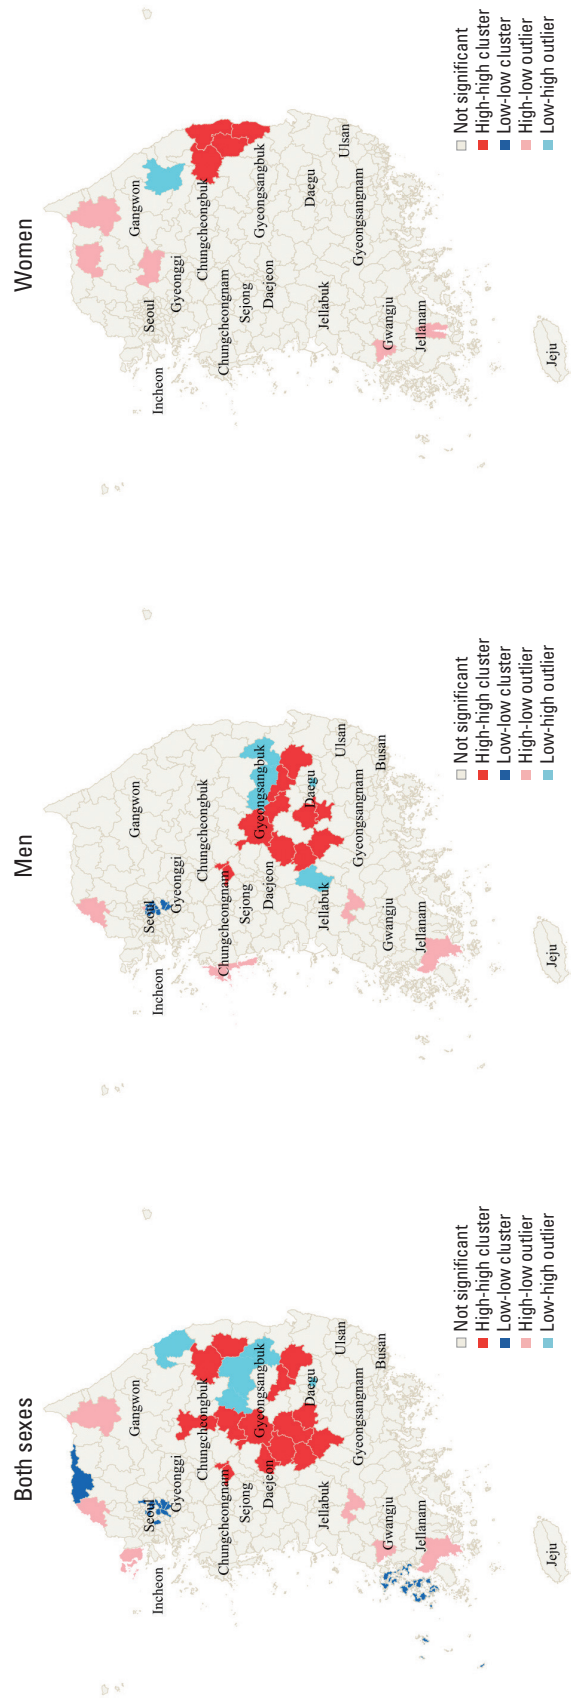 Both sexes
Incheon
Seoul
Gangwon
Gyeonggi
Chungcheongbuk
Chungcheongnam
Sejong
Daejeon
Gyeongsangbuk
Daegu
Jellabuk
Ulsan
Gyeongsangnam
Busan
Gwangju
Jellanam
Jeju
Not significant
High-high cluster
Low-low cluster
High-low outlier
Low-high outlier
Men
Incheon
Seoul
Gangwon
Gyeonggi
Chungcheongbuk
Chungcheongnam
Sejong
Daejeon
Gyeongsangbuk
Daegu
Jellabuk
Ulsan
Gyeongsangnam
Busan
Gwangju
Jellanam
Jeju
Not significant
High-high cluster
Low-low cluster
High-low outlier
Low-high outlier
Women
Incheon
Seoul
Gangwon
Gyeonggi
Chungcheongbuk
Chungcheongnam
Sejong
Daejeon
Gyeongsangbuk
Daegu
Jellabuk
Ulsan
Gyeongsangnam
Gwangju
Jellanam
Jeju
Not significant
High-high cluster
Low-low cluster
High-low outlier
Low-high outlier